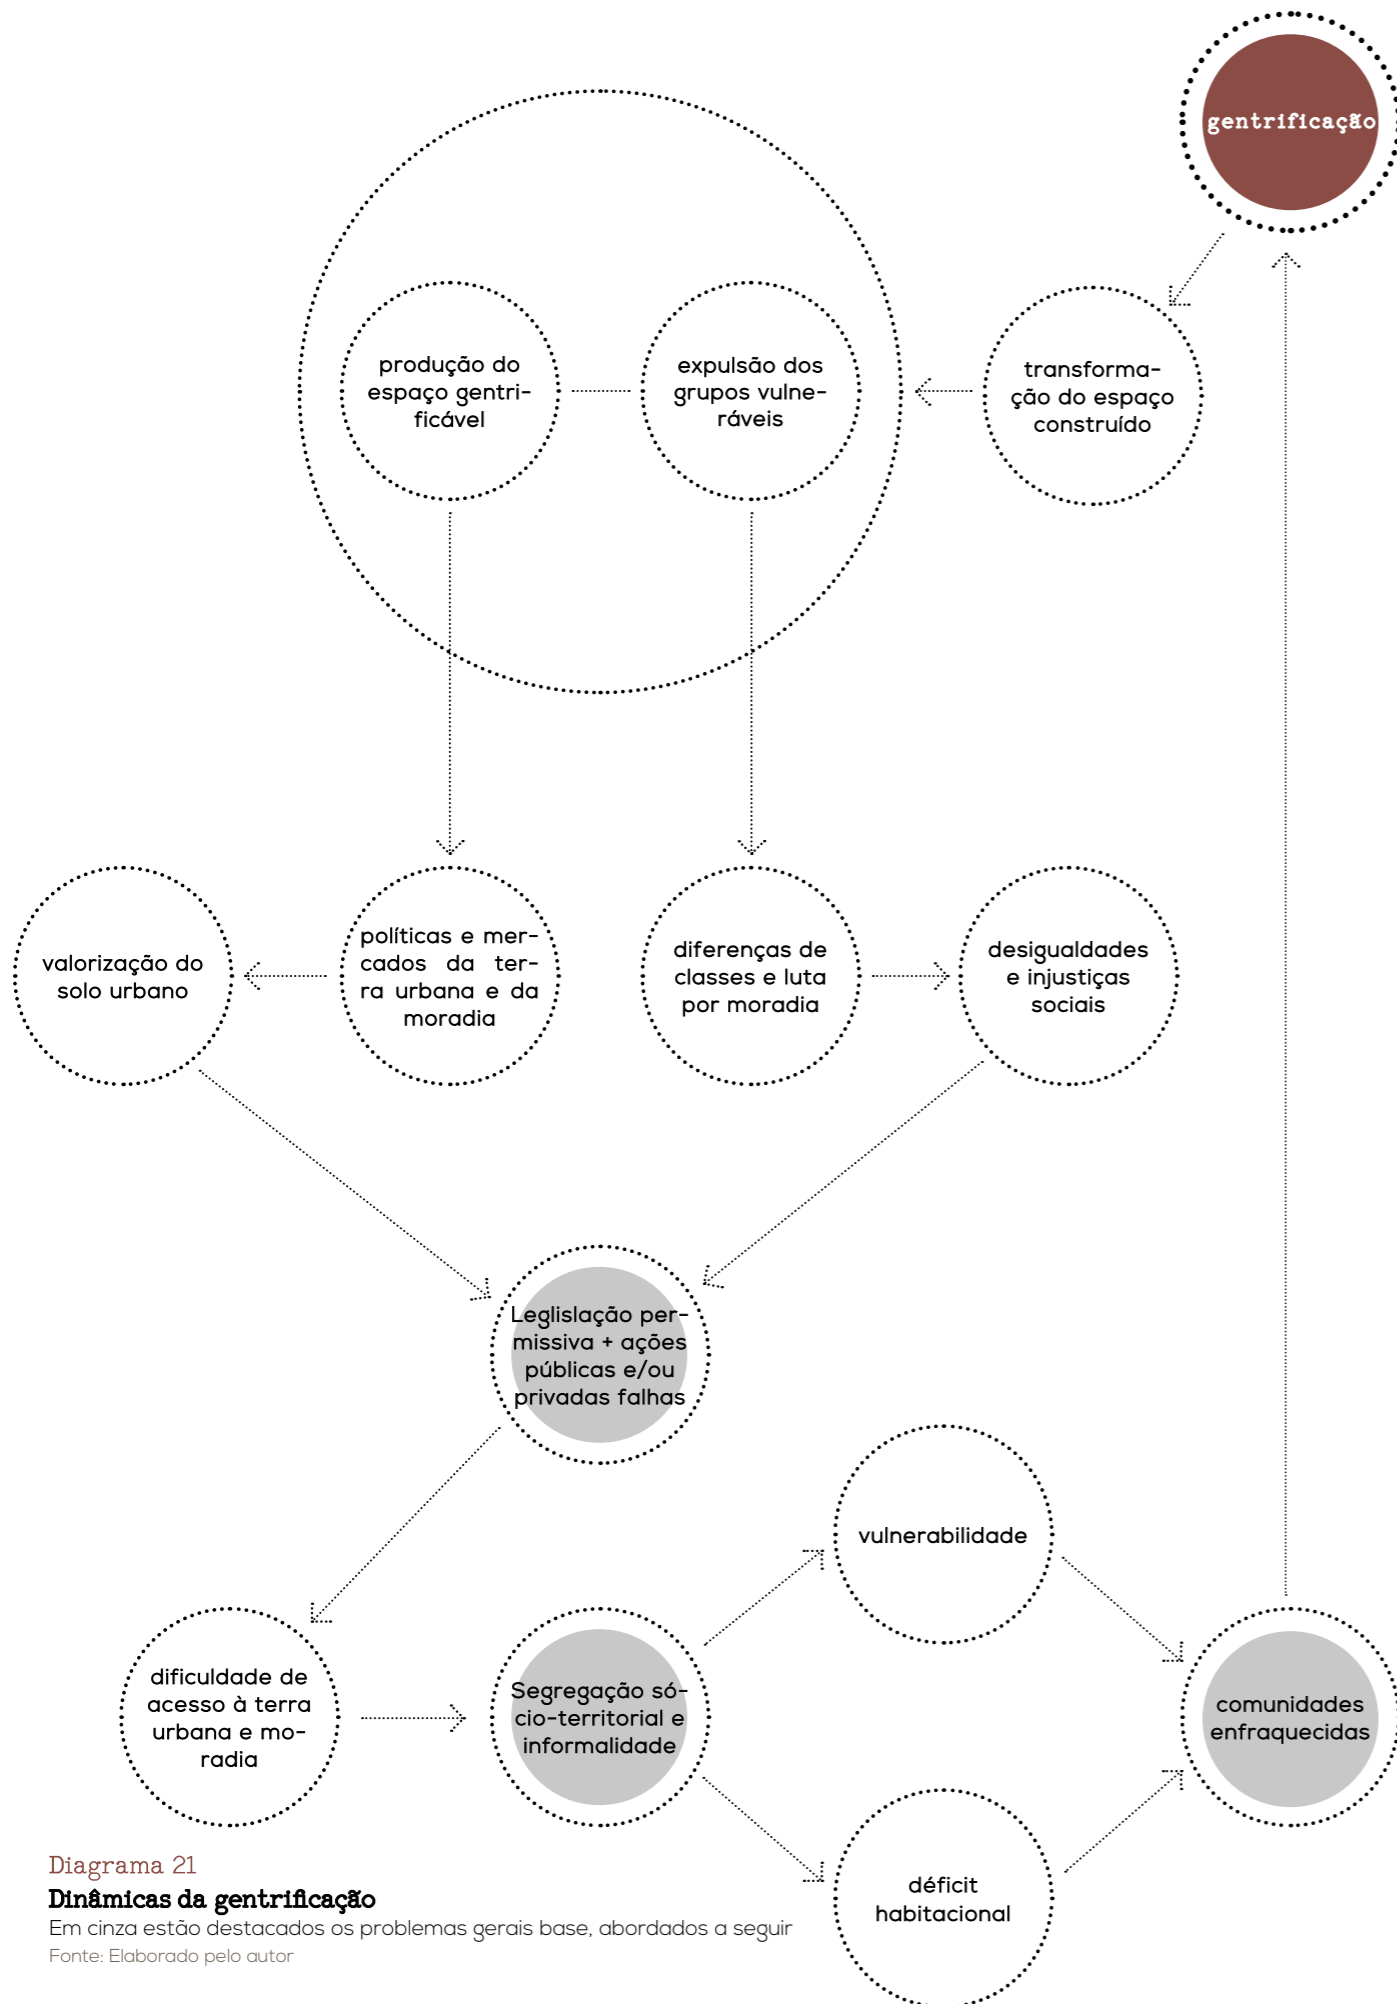 gentrificação
produção do
espaço gentri-
ficável
expulsão dos
grupos vulne-
ráveis
transforma-
ção do espaço
construído
valorização do
solo urbano
políticas e mer-
cados da ter-
ra urbana e da
moradia
diferenças de
classes e luta
por moradia
desigualdades
e injustiças
sociais
Leglislação per-
missiva + ações
públicas e/ou
privadas falhas
vulnerabilidade
dificuldade de
acesso à terra
urbana e mo-
radia
Segregação só-
cio-territorial e
informalidade
comunidades
enfraquecidas
déficit
habitacional
Diagrama 21
Dinâmicas da gentrificação
Em cinza estão destacados os problemas gerais base, abordados a seguir
Fonte: Elaborado pelo autor